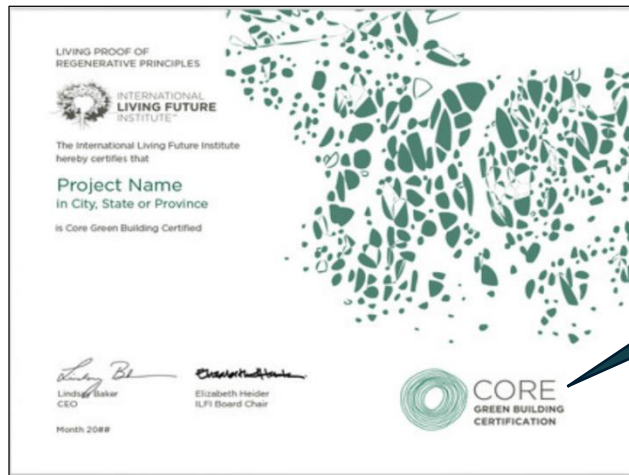 LIVING PROOF OF
REGENERATIVE PRINCIPLES
INTERNATIONAL
LIVING FUTURE
INSTITUTE™
The International Living Future Institute
hereby certifies that
Project Name
in City, State or Province
is Core Green Building Certified
Lindsay Baker
CEO
Elizabeth Heider
ILFI Board Chair
Month 20##
CORE
GREEN BUILDING
CERTIFICATION